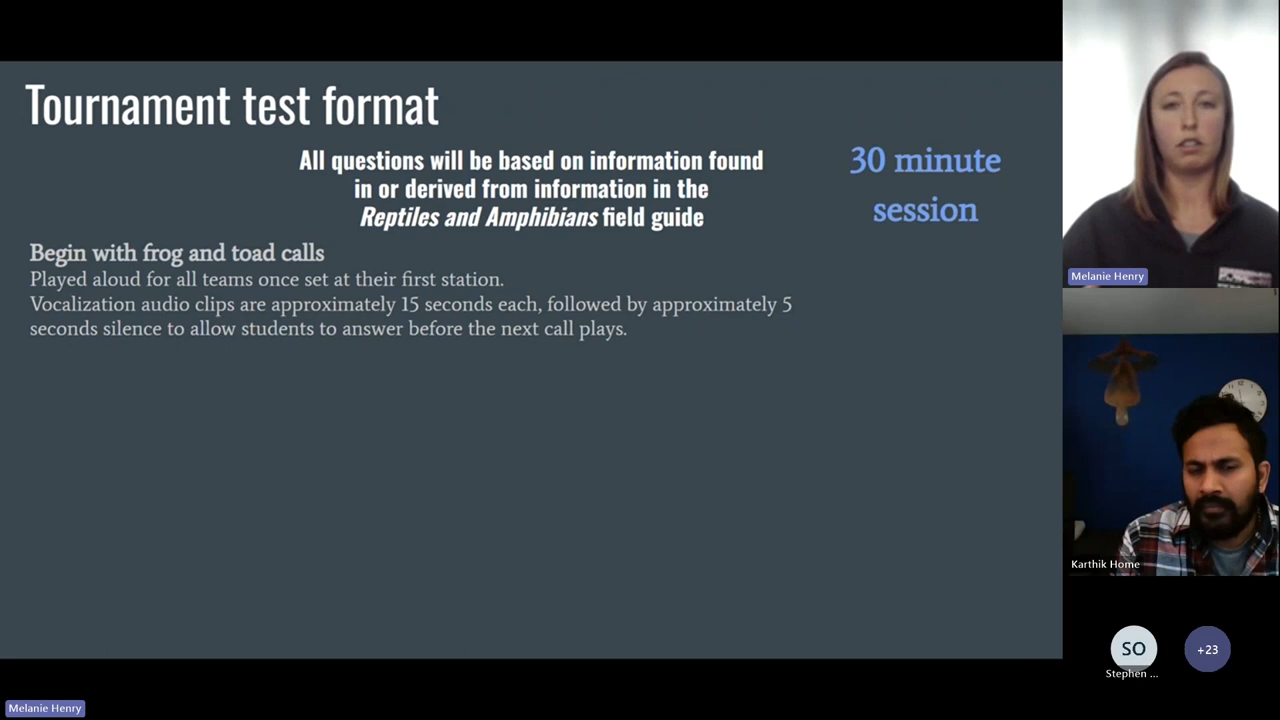 Tournament test format
All questions will be based on information found
in or derived from information in the
Reptiles and Amphibians field guide
30 minute
session
Begin with frog and toad calls
Played aloud for all teams once set at their first station.
Vocalization audio clips are approximately 15 seconds each, followed by approximately 5
seconds silence to allow students to answer before the next call plays.
Melanie Henry
Karthik Home
SO
Stephen ...
+23
Melanie Henry